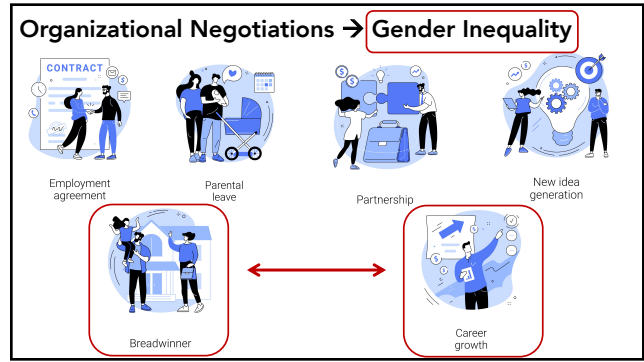 Organizational Negotiations → Gender Inequality
CONTRACT
$
$ $
$
Employment
agreement
Parental
leave
Partnership
New idea
generation
$
$
Breadwinner
Career
growth